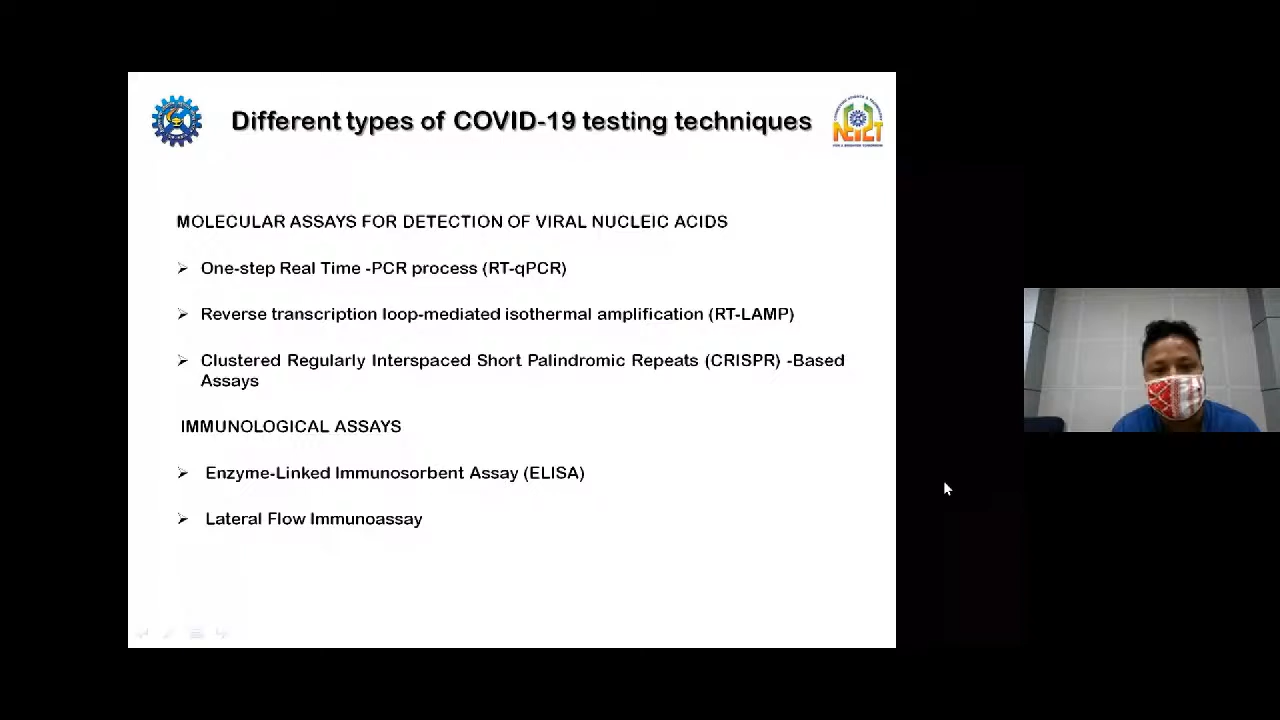 Different types of COVID-19 testing techniques
NEIST
MOLECULAR ASSAYS FOR DETECTION OF VIRAL NUCLEIC ACIDS
One-step Real Time -PCR process (RT-qPCR)
Reverse transcription loop-mediated isothermal amplification (RT-LAMP)
Clustered Regularly Interspaced Short Palindromic Repeats (CRISPR) -Based
Assays
IMMUNOLOGICAL ASSAYS
Enzyme-Linked Immunosorbent Assay (ELISA)
Lateral Flow Immunoassay